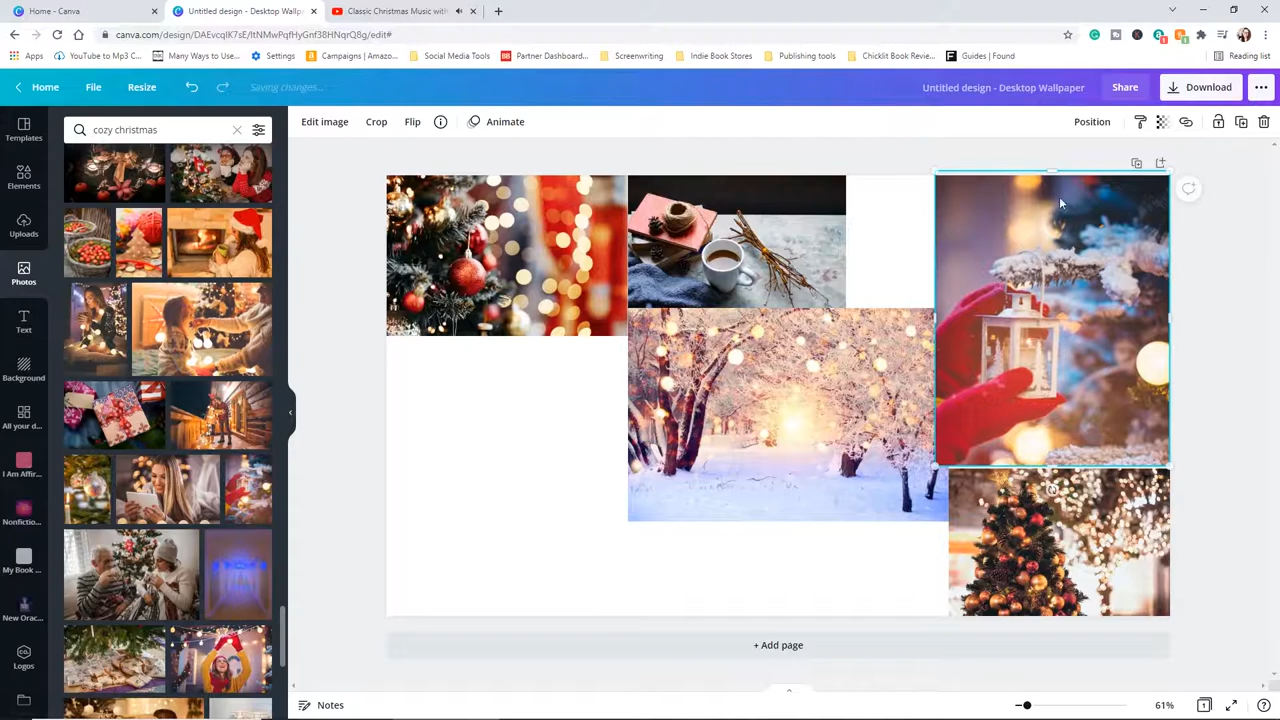 Home - Canva
Untitled design - Desktop Wallpa
Classic Christmas Music with
canva.com/design/DAEvcqlK7sE/ItNMwPqfHyGnf38HNqrQ8g/edit#
Apps
YouTube to Mp3 C...
Many Ways to Use...
Settings
Campaigns | Amazo...
Social Media Tools
Partner Dashboard...
Screenwriting
Indie Book Stores
Publishing tools
Chicklit Book Revie...
Guides | Found
Reading list
Home
File
Resize
Saving changes...
Untitled design - Desktop Wallpaper
Share
Download
Templates
cozy christmas
Edit image
Crop
Flip
Animate
Position
Elements
Uploads
Photos
Text
Background
All your d...
I Am Affir...
Nonfictio...
My Book ...
New Orac...
Logos
+ Add page
Notes
61%
1